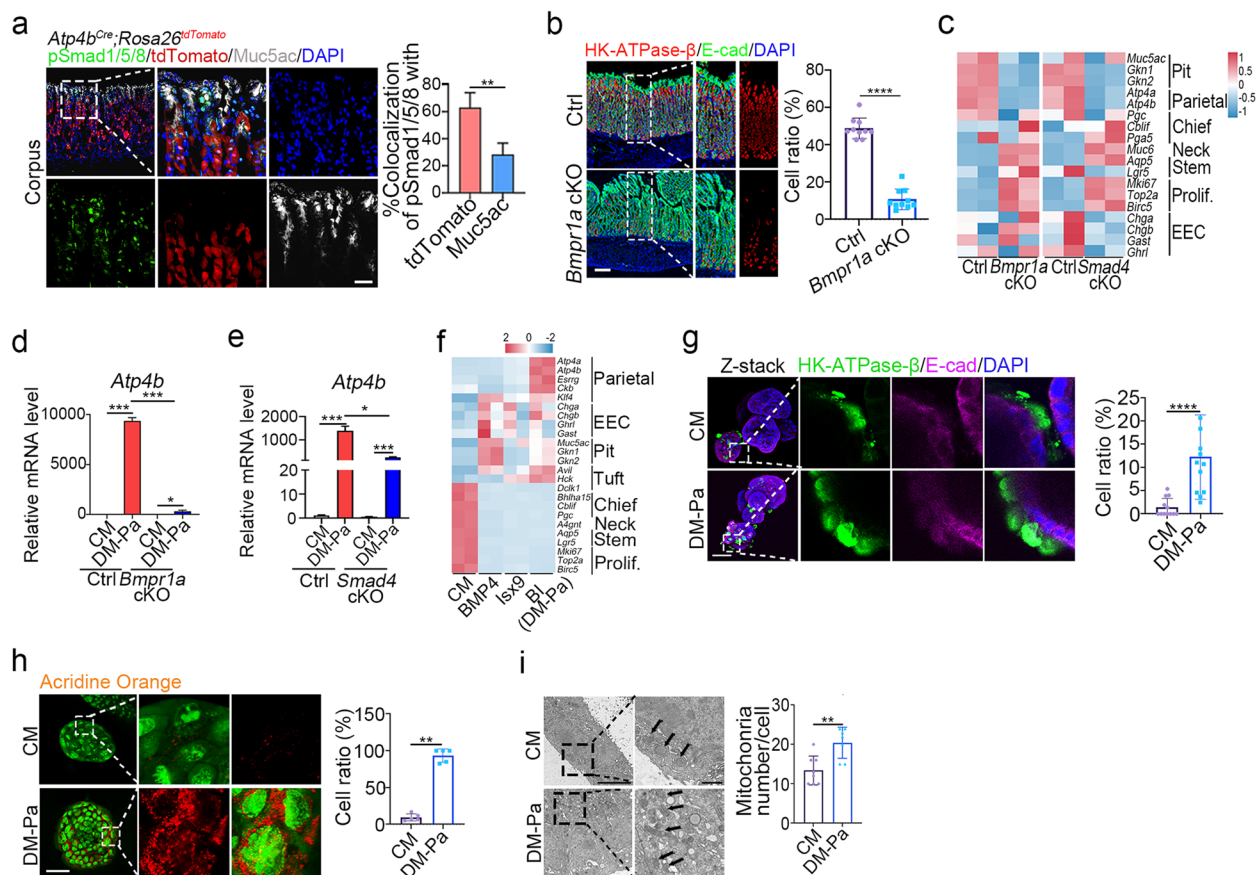 a
Atp4bCre;Rosa26tdTomato
pSmad1/5/8/tdTomato/Muc5ac/DAPI
Corpus
%Colocalization
of pSmad1/5/8 with
80
60
40
20
0
**
tdTomato
Muc5ac
b
HK-ATPase-β/E-cad/DAPI
Ctrl
Bmpr1a cKO
Cell ratio (%)
80
60
40
20
0
****
Ctrl
Bmpr1a cKO
c
Muc5ac
Gkn1
Gkn2
Atp4a
Atp4b
Pgc
Cblif
Pga5
Muc6
Aqp5
Lgr5
Mki67
Top2a
Birc5
Chga
Chgb
Gast
Ghrl
Pit
Parietal
Chief
Neck
Stem
Prolif.
EEC
1
0.5
0
-0.5
-1
Ctrl Bmpr1a
cKO
Ctrl Smad4
cKO
d
Atp4b
Relative mRNA level
10000
5000
0
***
***
*
CM
DM-Pa
CM
DM-Pa
Ctrl Bmpr1a
cKO
e
Atp4b
Relative mRNA level
2000
1500
1000
500
20
10
0
***
*
***
CM
DM-Pa
CM
DM-Pa
Ctrl Smad4
cKO
f
2 0 -2
Atp4a
Atp4b
Esrrg
Ckb
Klf4
Chga
Chgb
Ghrl
Gast
Muc5ac
Gkn1
Gkn2
Avil
Hck
Dclk1
Bhlha15
Cblif
Pgc
A4gnt
Aqp5
Lgr5
Mki67
Top2a
Birc5
Parietal
EEC
Pit
Tuft
Chief
Neck
Stem
Prolif.
CM
BMP4
Isx9
BI
(DM-Pa)
g
Z-stack HK-ATPase-β/E-cad/DAPI
CM
DM-Pa
Cell ratio (%)
25
20
15
10
5
0
****
CM
DM-Pa
h
Acridine Orange
CM
DM-Pa
Cell ratio (%)
150
100
50
0
**
CM
DM-Pa
i
CM
DM-Pa
Mitochonria
number/cell
30
20
10
0
**
CM
DM-Pa